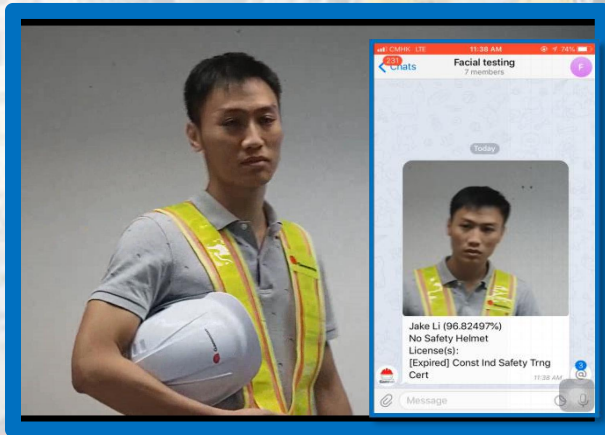 CMHK LTE 11:38 AM 74%
231
Chats
Facial testing
7 members
F
Today
Jake Li (96.82497%)
No Safety Helmet
License(s):
[Expired] Const Ind Safety Trng
Cert
11:38 AM
3
@
Message